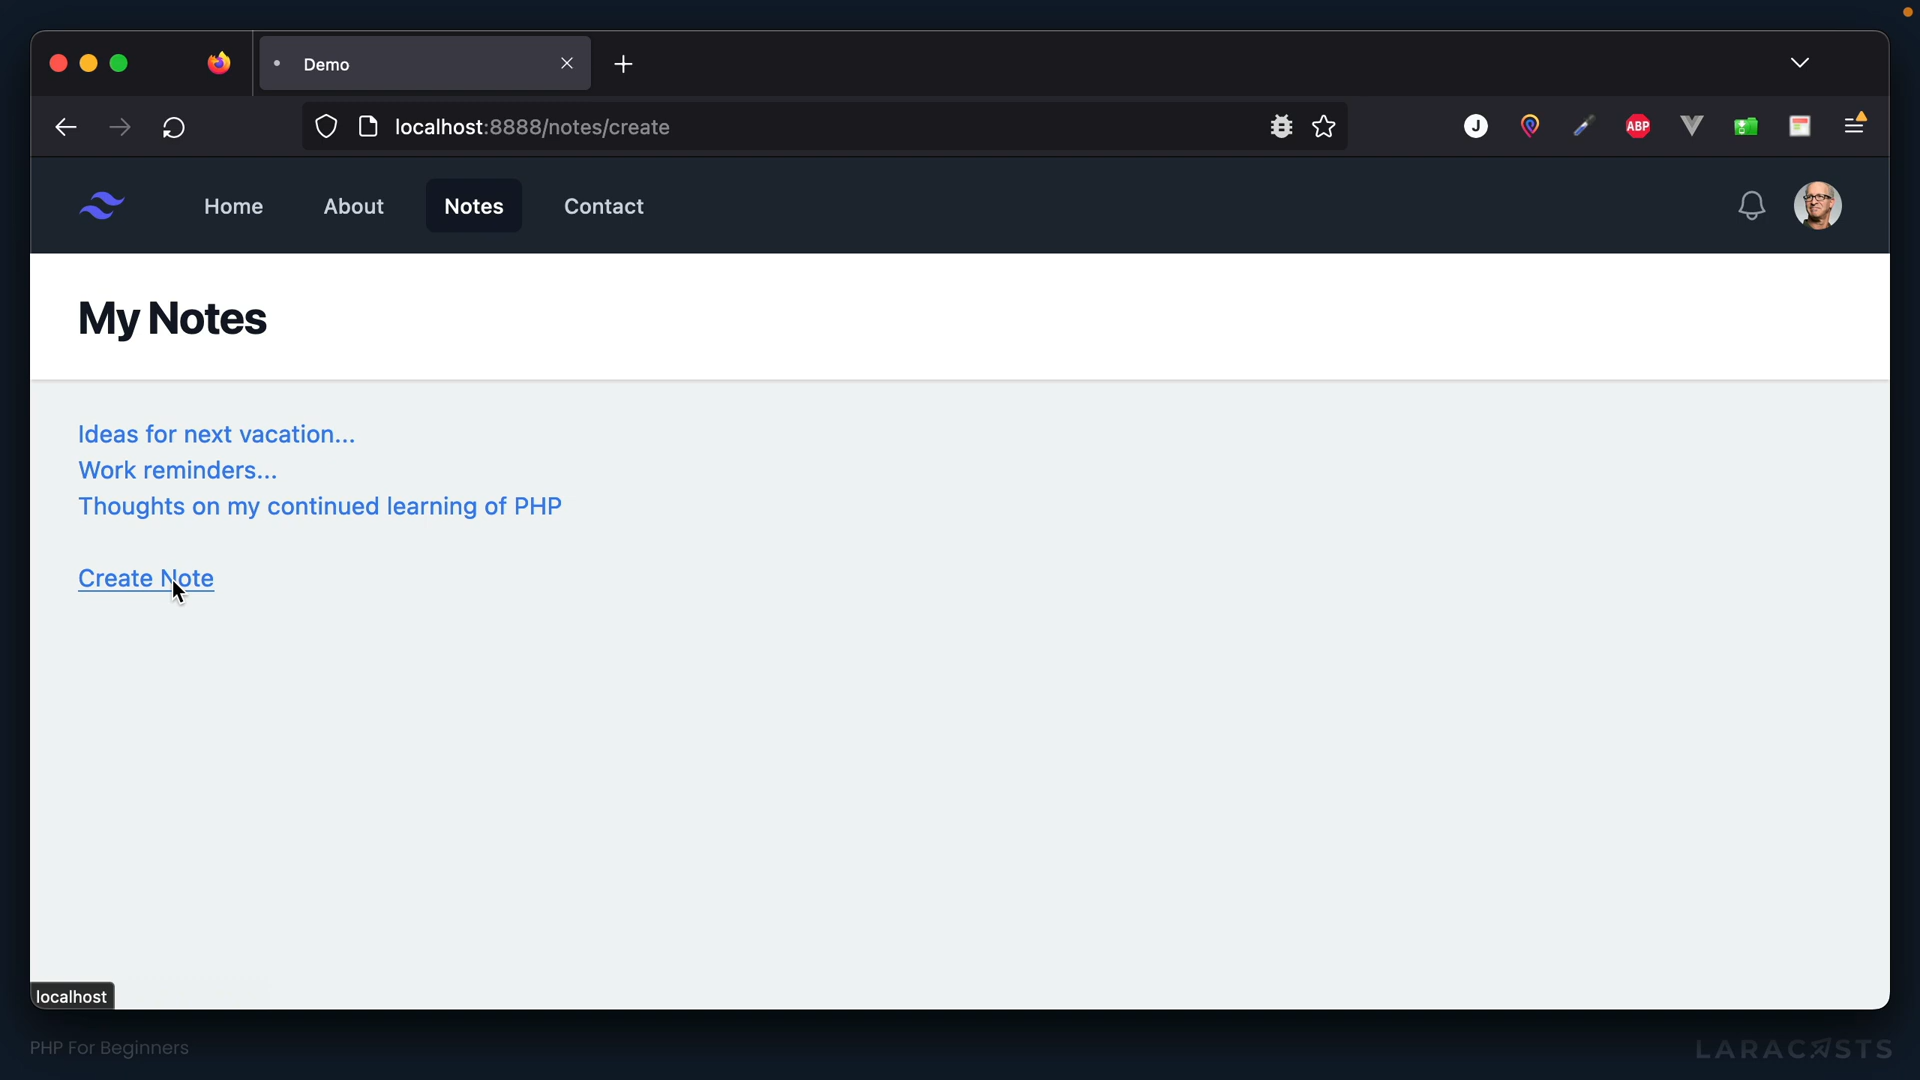 Demo
localhost:8888/notes/create
J
ABP
Home About Notes Contact
My Notes
Ideas for next vacation...
Work reminders...
Thoughts on my continued learning of PHP
Create Note
localhost
PHP For Beginners
LARACASTS